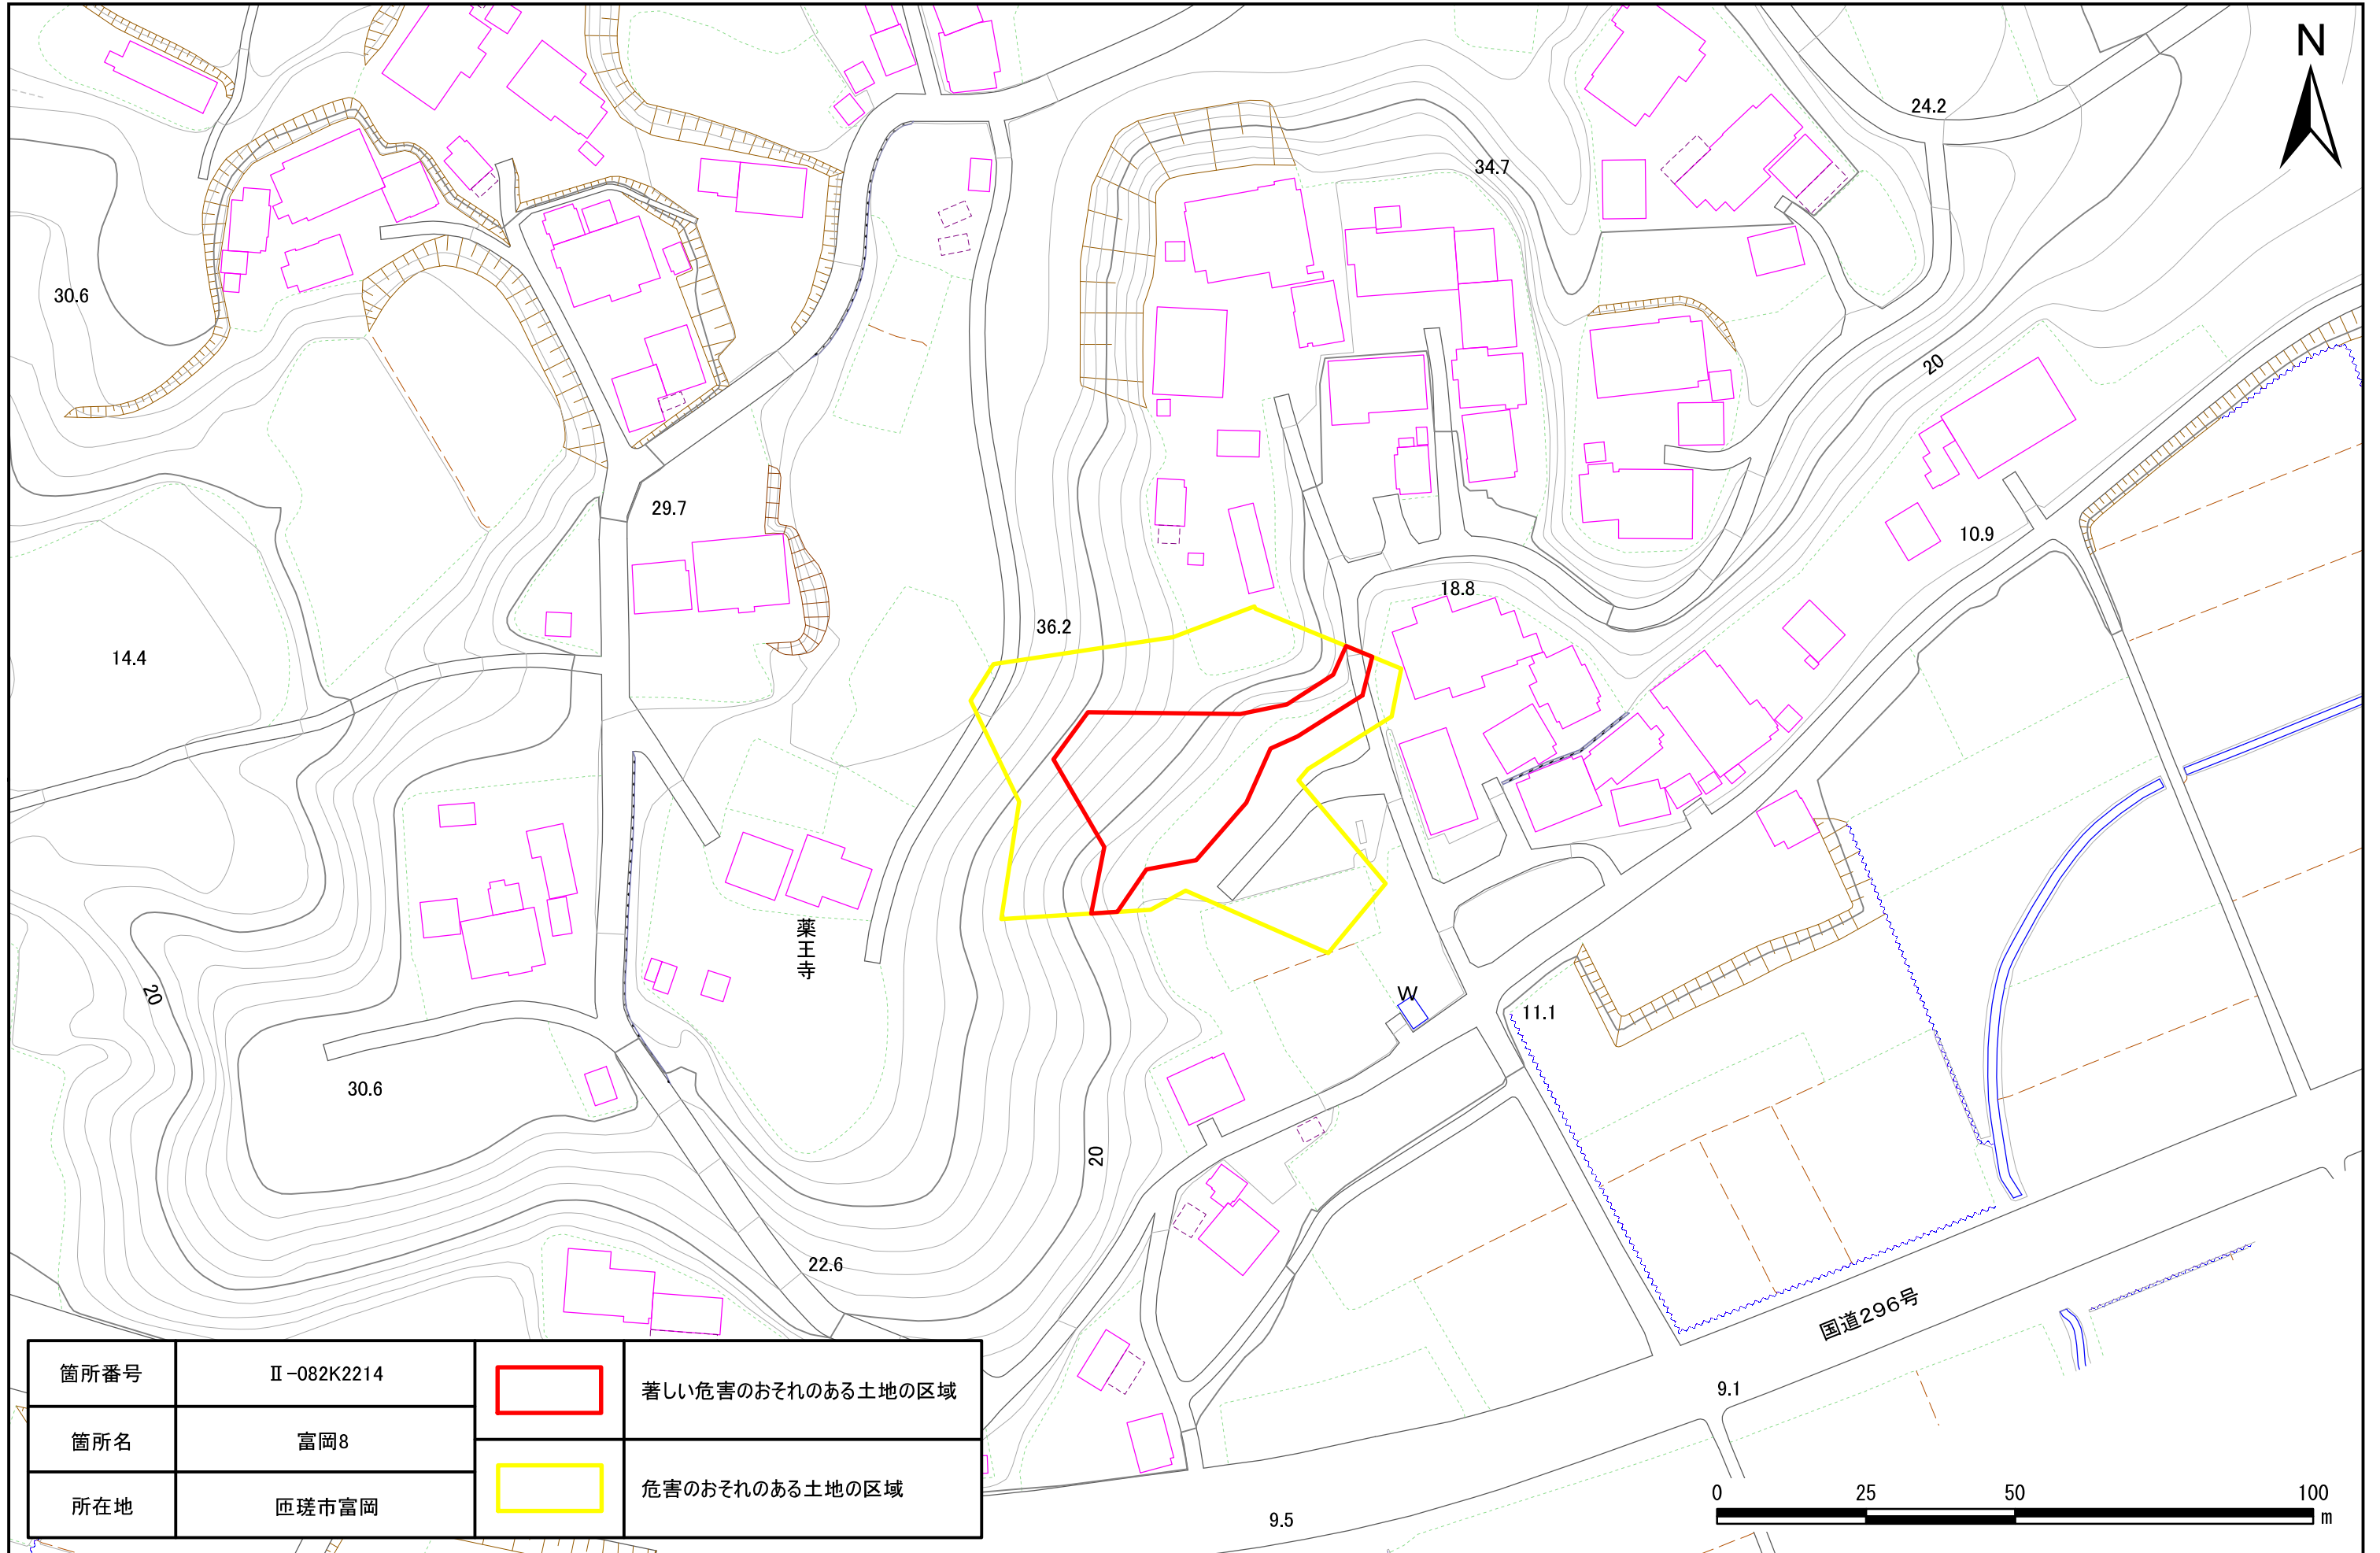 N
24.2
34.7
30.6
20
29.7
10.9
18.8
36.2
14.4
薬王寺
20
W
11.1
30.6
20
22.6
国道296号
9.1
9.5
箇所番号 Ⅱ-082K2214
箇所名 富岡8
所在地 匝瑳市富岡
著しい危害のおそれのある土地の区域
危害のおそれのある土地の区域
0 25 50 100
m